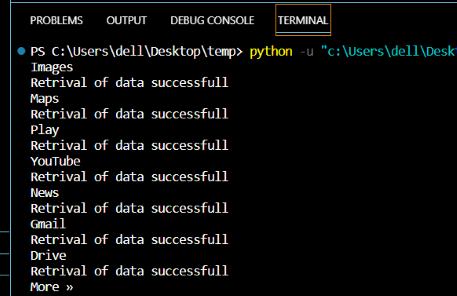 PROBLEMS OUTPUT DEBUG CONSOLE TERMINAL
PS C:\Users\dell\Desktop\temp> python -u "c:\Users\dell\Desk
Images
Retrival of data successfull
Maps
Retrival of data successfull
Play
Retrival of data successfull
YouTube
Retrival of data successfull
News
Retrival of data successfull
Gmail
Retrival of data successfull
Drive
Retrival of data successfull
More »